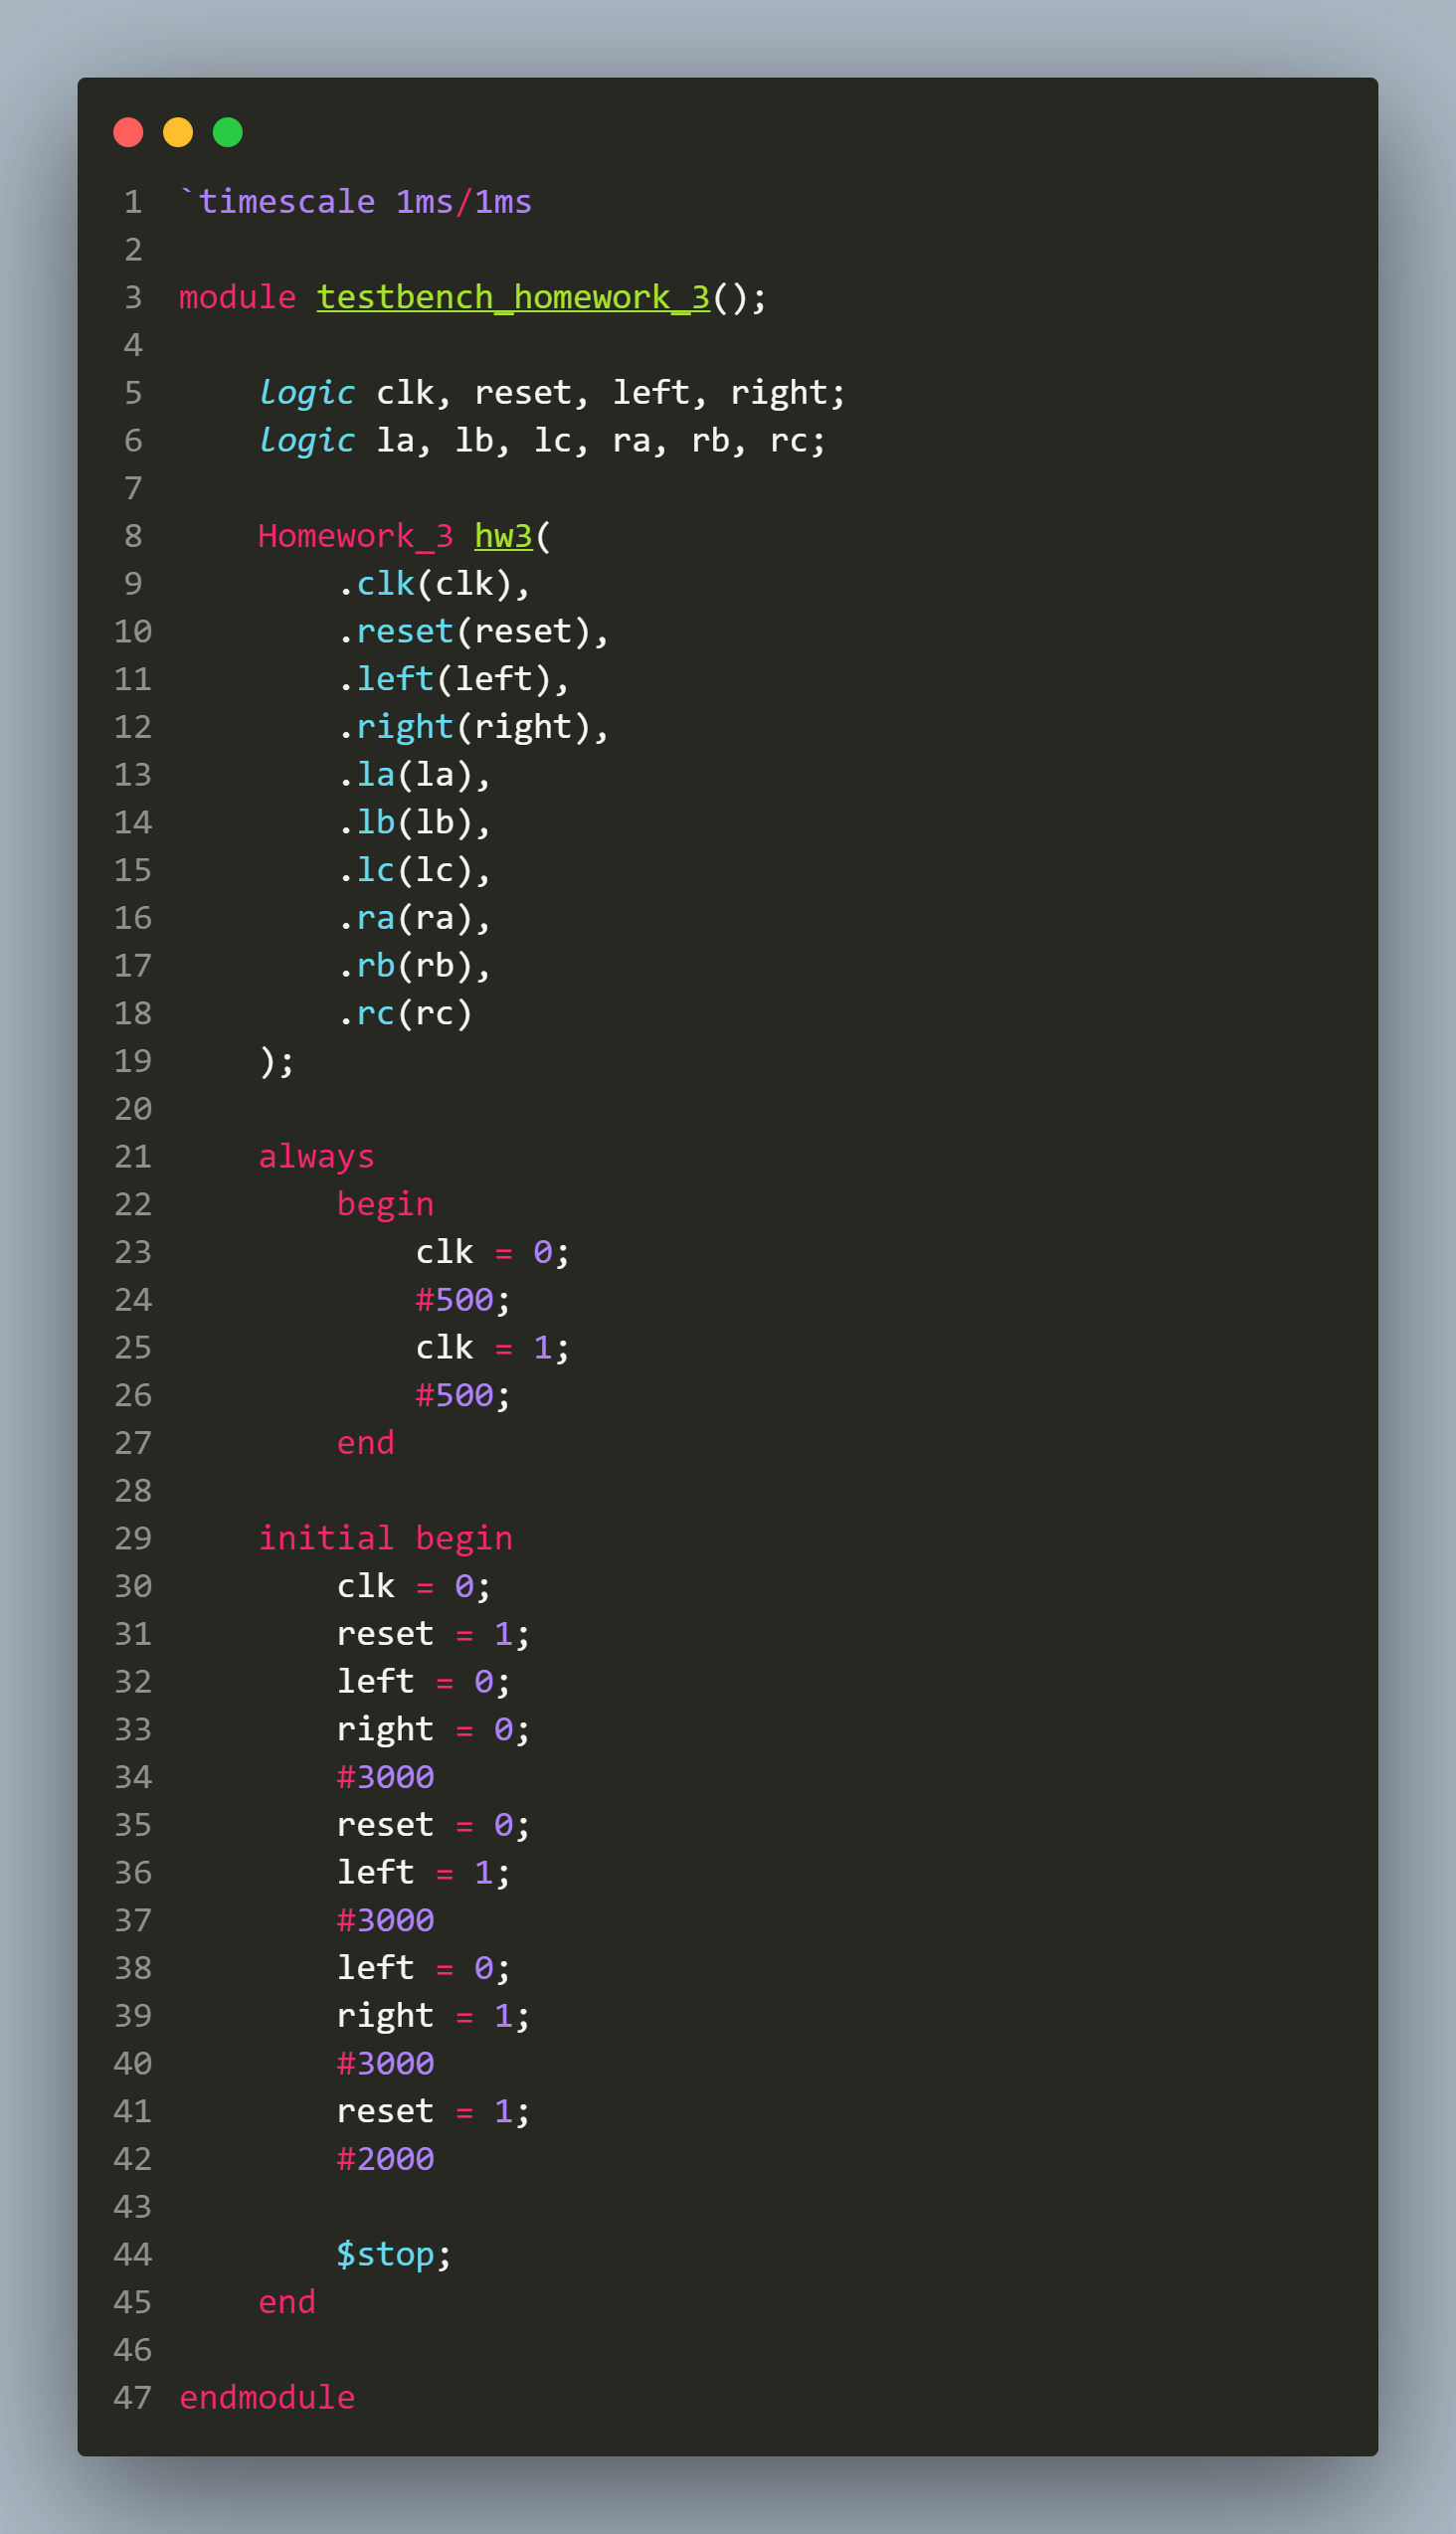 1 `timescale 1ms/1ms
2
3 module testbench_homework_3();
4
5     logic clk, reset, left, right;
6     logic la, lb, lc, ra, rb, rc;
7
8     Homework_3 hw3(
9         .clk(clk),
10         .reset(reset),
11         .left(left),
12         .right(right),
13         .la(la),
14         .lb(lb),
15         .lc(lc),
16         .ra(ra),
17         .rb(rb),
18         .rc(rc)
19     );
20
21     always
22         begin
23             clk = 0;
24             #500;
25             clk = 1;
26             #500;
27         end
28
29     initial begin
30         clk = 0;
31         reset = 1;
32         left = 0;
33         right = 0;
34         #3000
35         reset = 0;
36         left = 1;
37         #3000
38         left = 0;
39         right = 1;
40         #3000
41         reset = 1;
42         #2000
43
44         $stop;
45     end
46
47 endmodule